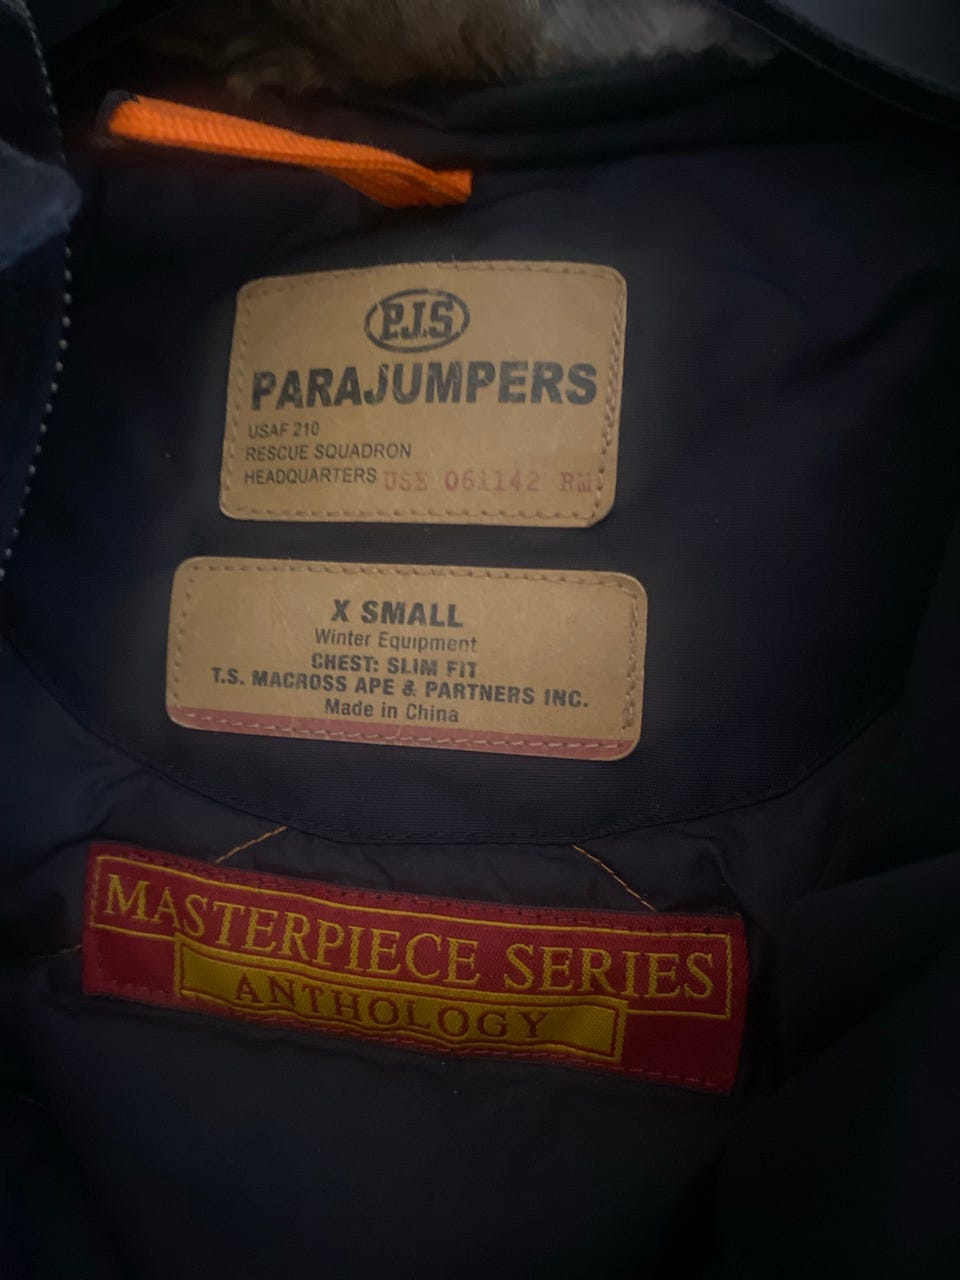 P.J.S.
PARAJUMPERS
USAF 210
RESCUE SQUADRON
HEADQUARTERS USE 061142 RM
X SMALL
Winter Equipment
CHEST: SLIM FIT
T.S. MACROSS APE & PARTNERS INC.
Made in China
MASTERPIECE SERIES
ANTHOLOGY